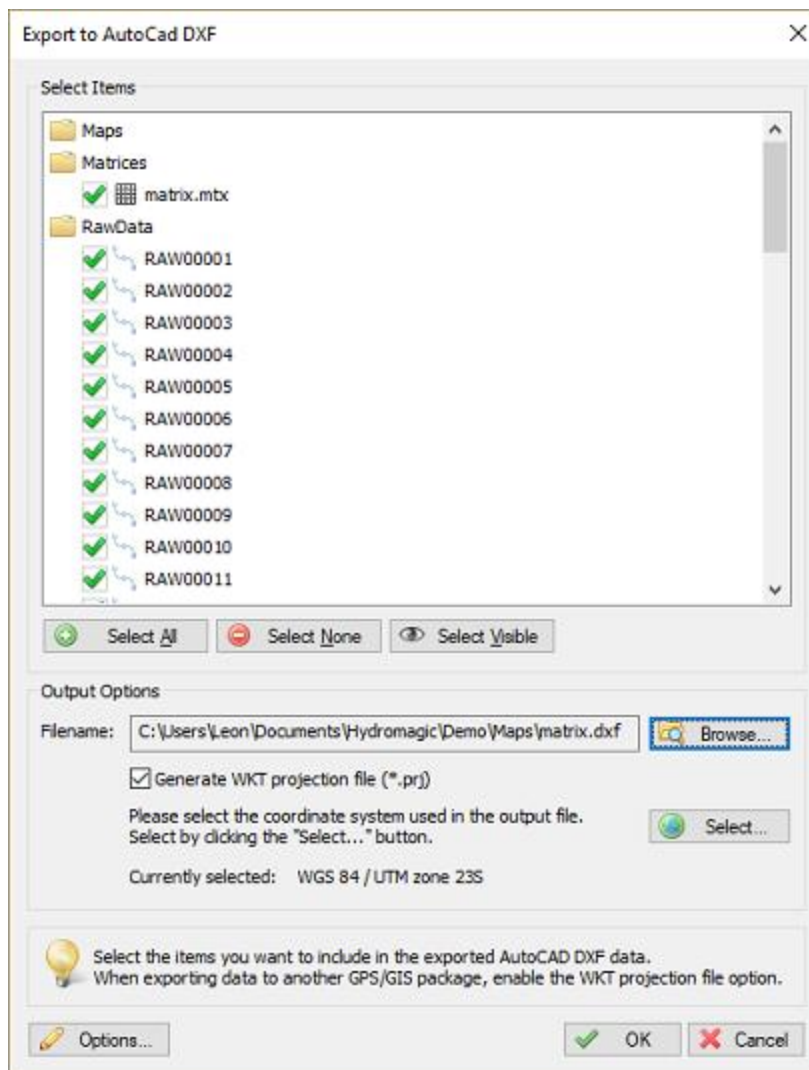 Export to AutoCad DXF
Select Items
Maps
Matrices
matrix.mtx
RawData
RAW00001
RAW00002
RAW00003
RAW00004
RAW00005
RAW00006
RAW00007
RAW00008
RAW00009
RAW00010
RAW00011
Select All
Select None
Select Visible
Output Options
Filename: C:\Users\Leon\Documents\Hydromagic\Demo\Maps\matrix.dxf
Browse...
Generate WKT projection file (*.prj)
Please select the coordinate system used in the output file.
Select by clicking the "Select..." button.
Select...
Currently selected: WGS 84 / UTM zone 23S
Select the items you want to include in the exported AutoCAD DXF data.
When exporting data to another GPS/GIS package, enable the WKT projection file option.
Options...
OK
Cancel